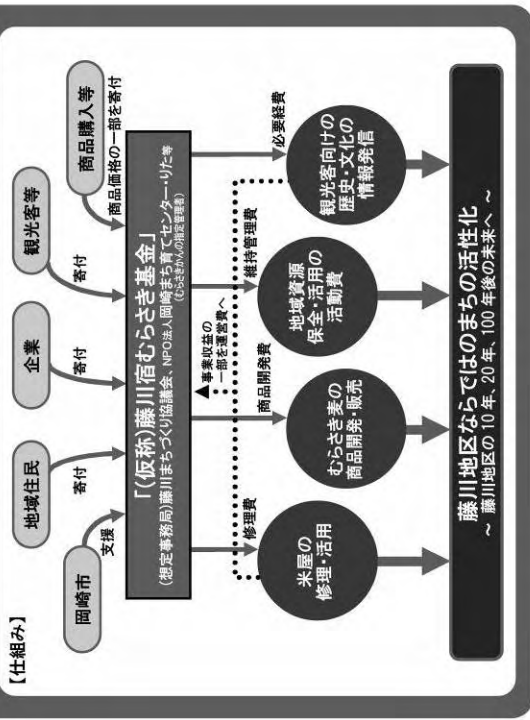 【仕組み】
岡崎市
地域住民
企業
観光客等
商品購入等
支援
寄付
寄付
寄付
商品価格の一部を寄付
「(仮称)藤川宿むらさき基金」
(想定事務局)藤川まちづくり協議会、NPO法人岡崎まち育てセンター・りた等
(むらさきかんの指定管理者)
▲事業収益の
一部を運営費へ
修理費
商品開発費
維持管理費
必要経費
米屋の
修理・活用
むらさき麦の
商品開発・販売
地域資源
保全・活用の
活動費
観光客向けの
歴史・文化の
情報発信
藤川地区ならではのまちの活性化
~ 藤川地区の10年、20年、100年後の未来へ ~